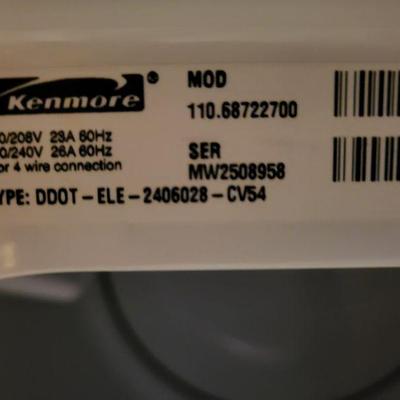 Kenmore®
MOD
110.68722700
0/208V 23A 60Hz
0/240V 26A 60Hz
or 4 wire connection
SER
MW2508958
YPE: DDOT-ELE-2406028-CV54